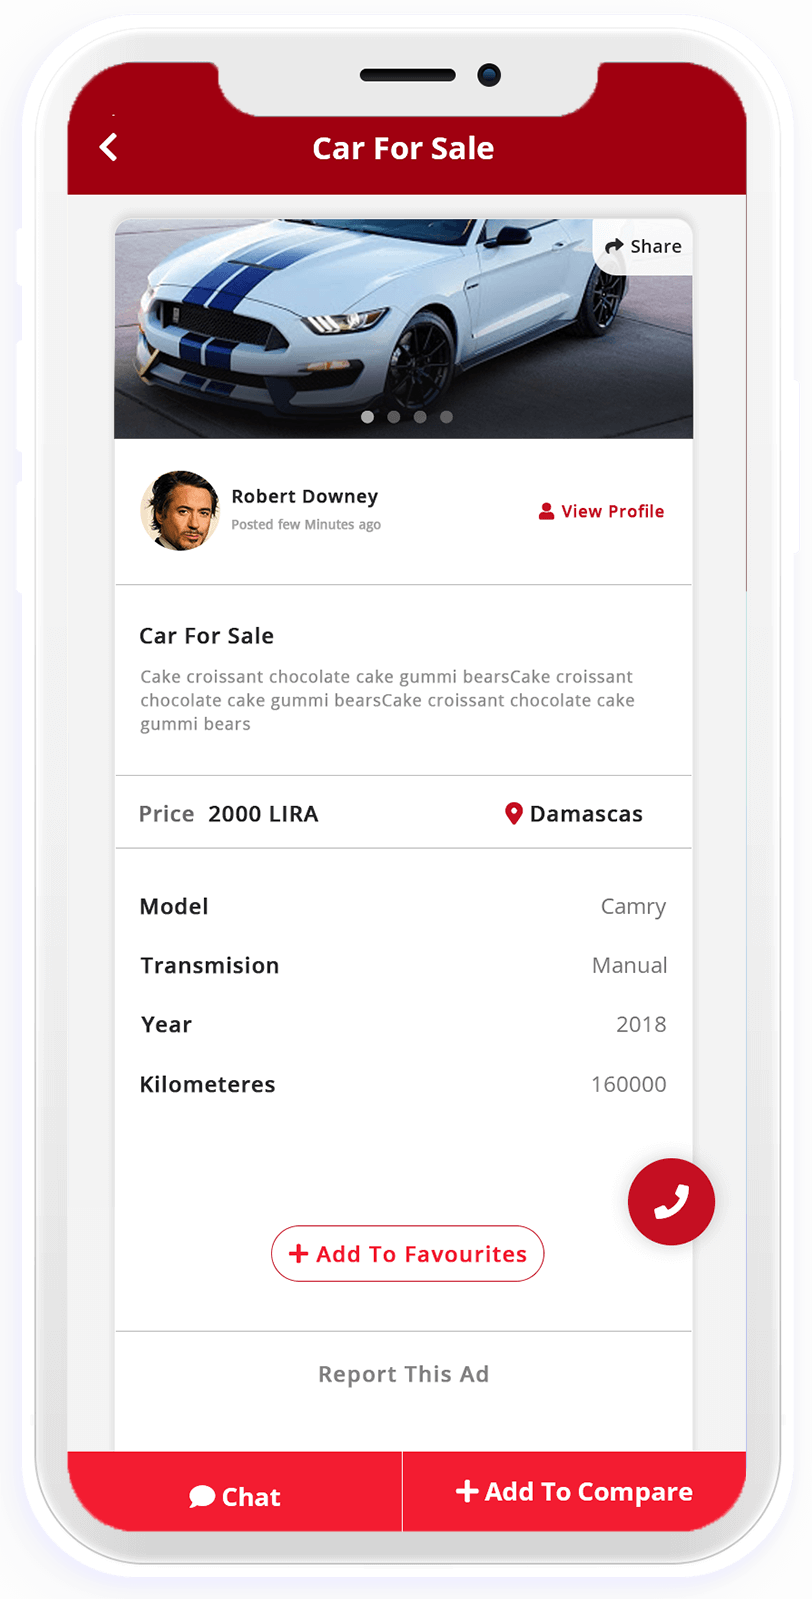 Car For Sale
Share
Robert Downey
Posted few Minutes ago
View Profile
Car For Sale
Cake croissant chocolate cake gummi bearsCake croissant
chocolate cake gummi bearsCake croissant chocolate cake
gummi bears
Price 2000 LIRA
Damascas
Model Camry
Transmision Manual
Year 2018
Kilometeres 160000
Add To Favourites
Report This Ad
Chat
Add To Compare